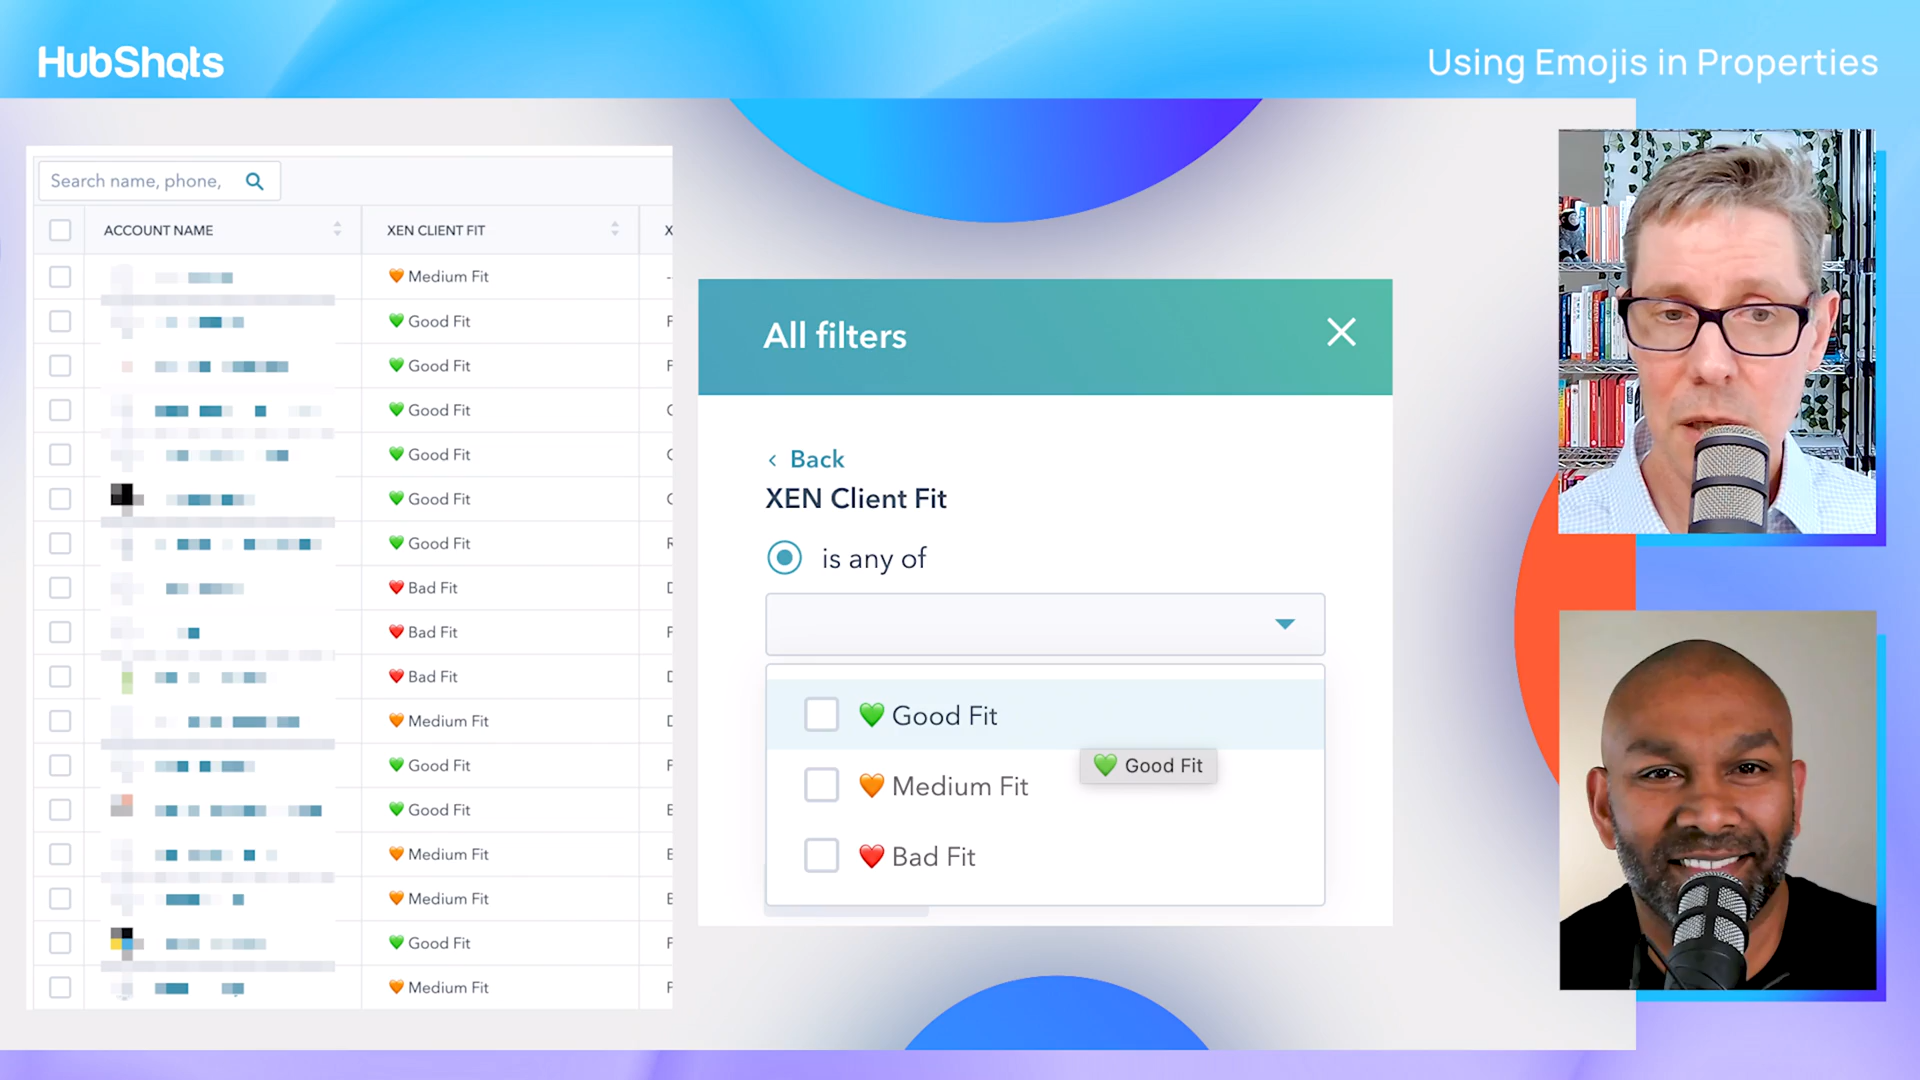 HubShots
Using Emojis in Properties
Search name, phone,
ACCOUNT NAME
XEN CLIENT FIT
X
🧡 Medium Fit
--
💚 Good Fit
F
💚 Good Fit
F
💚 Good Fit
💚 Good Fit
💚 Good Fit
💚 Good Fit
❤️ Bad Fit
❤️ Bad Fit
❤️ Bad Fit
🧡 Medium Fit
💚 Good Fit
💚 Good Fit
🧡 Medium Fit
🧡 Medium Fit
💚 Good Fit
🧡 Medium Fit
All filters
‹ Back
XEN Client Fit
is any of
💚 Good Fit
💚 Good Fit
🧡 Medium Fit
❤️ Bad Fit